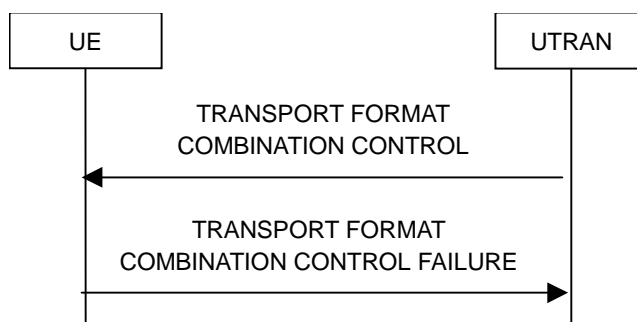 UE
UTRAN
TRANSPORT FORMAT
COMBINATION CONTROL
TRANSPORT FORMAT
COMBINATION CONTROL FAILURE